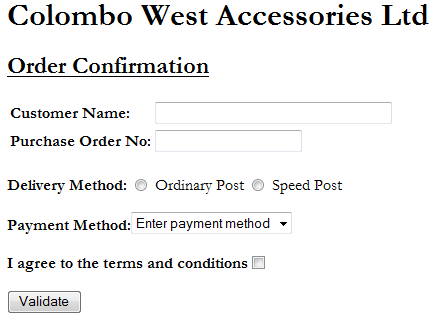 Colombo West Accessories Ltd
Order Confirmation
Customer Name:
Purchase Order No:
Delivery Method: Ordinary Post Speed Post
Payment Method: Enter payment method
I agree to the terms and conditions
Validate